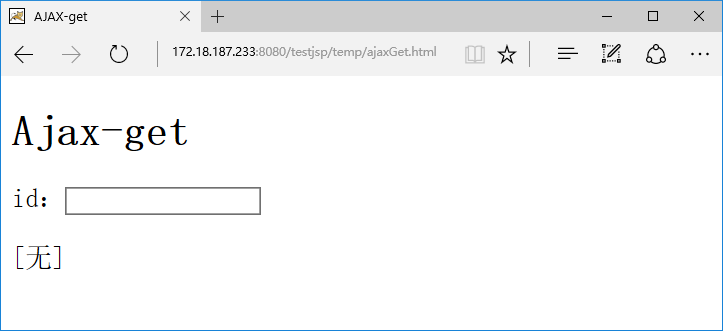 AJAX-get
172.18.187.233:8080/testjsp/temp/ajaxGet.html
Ajax-get
id:
[无]